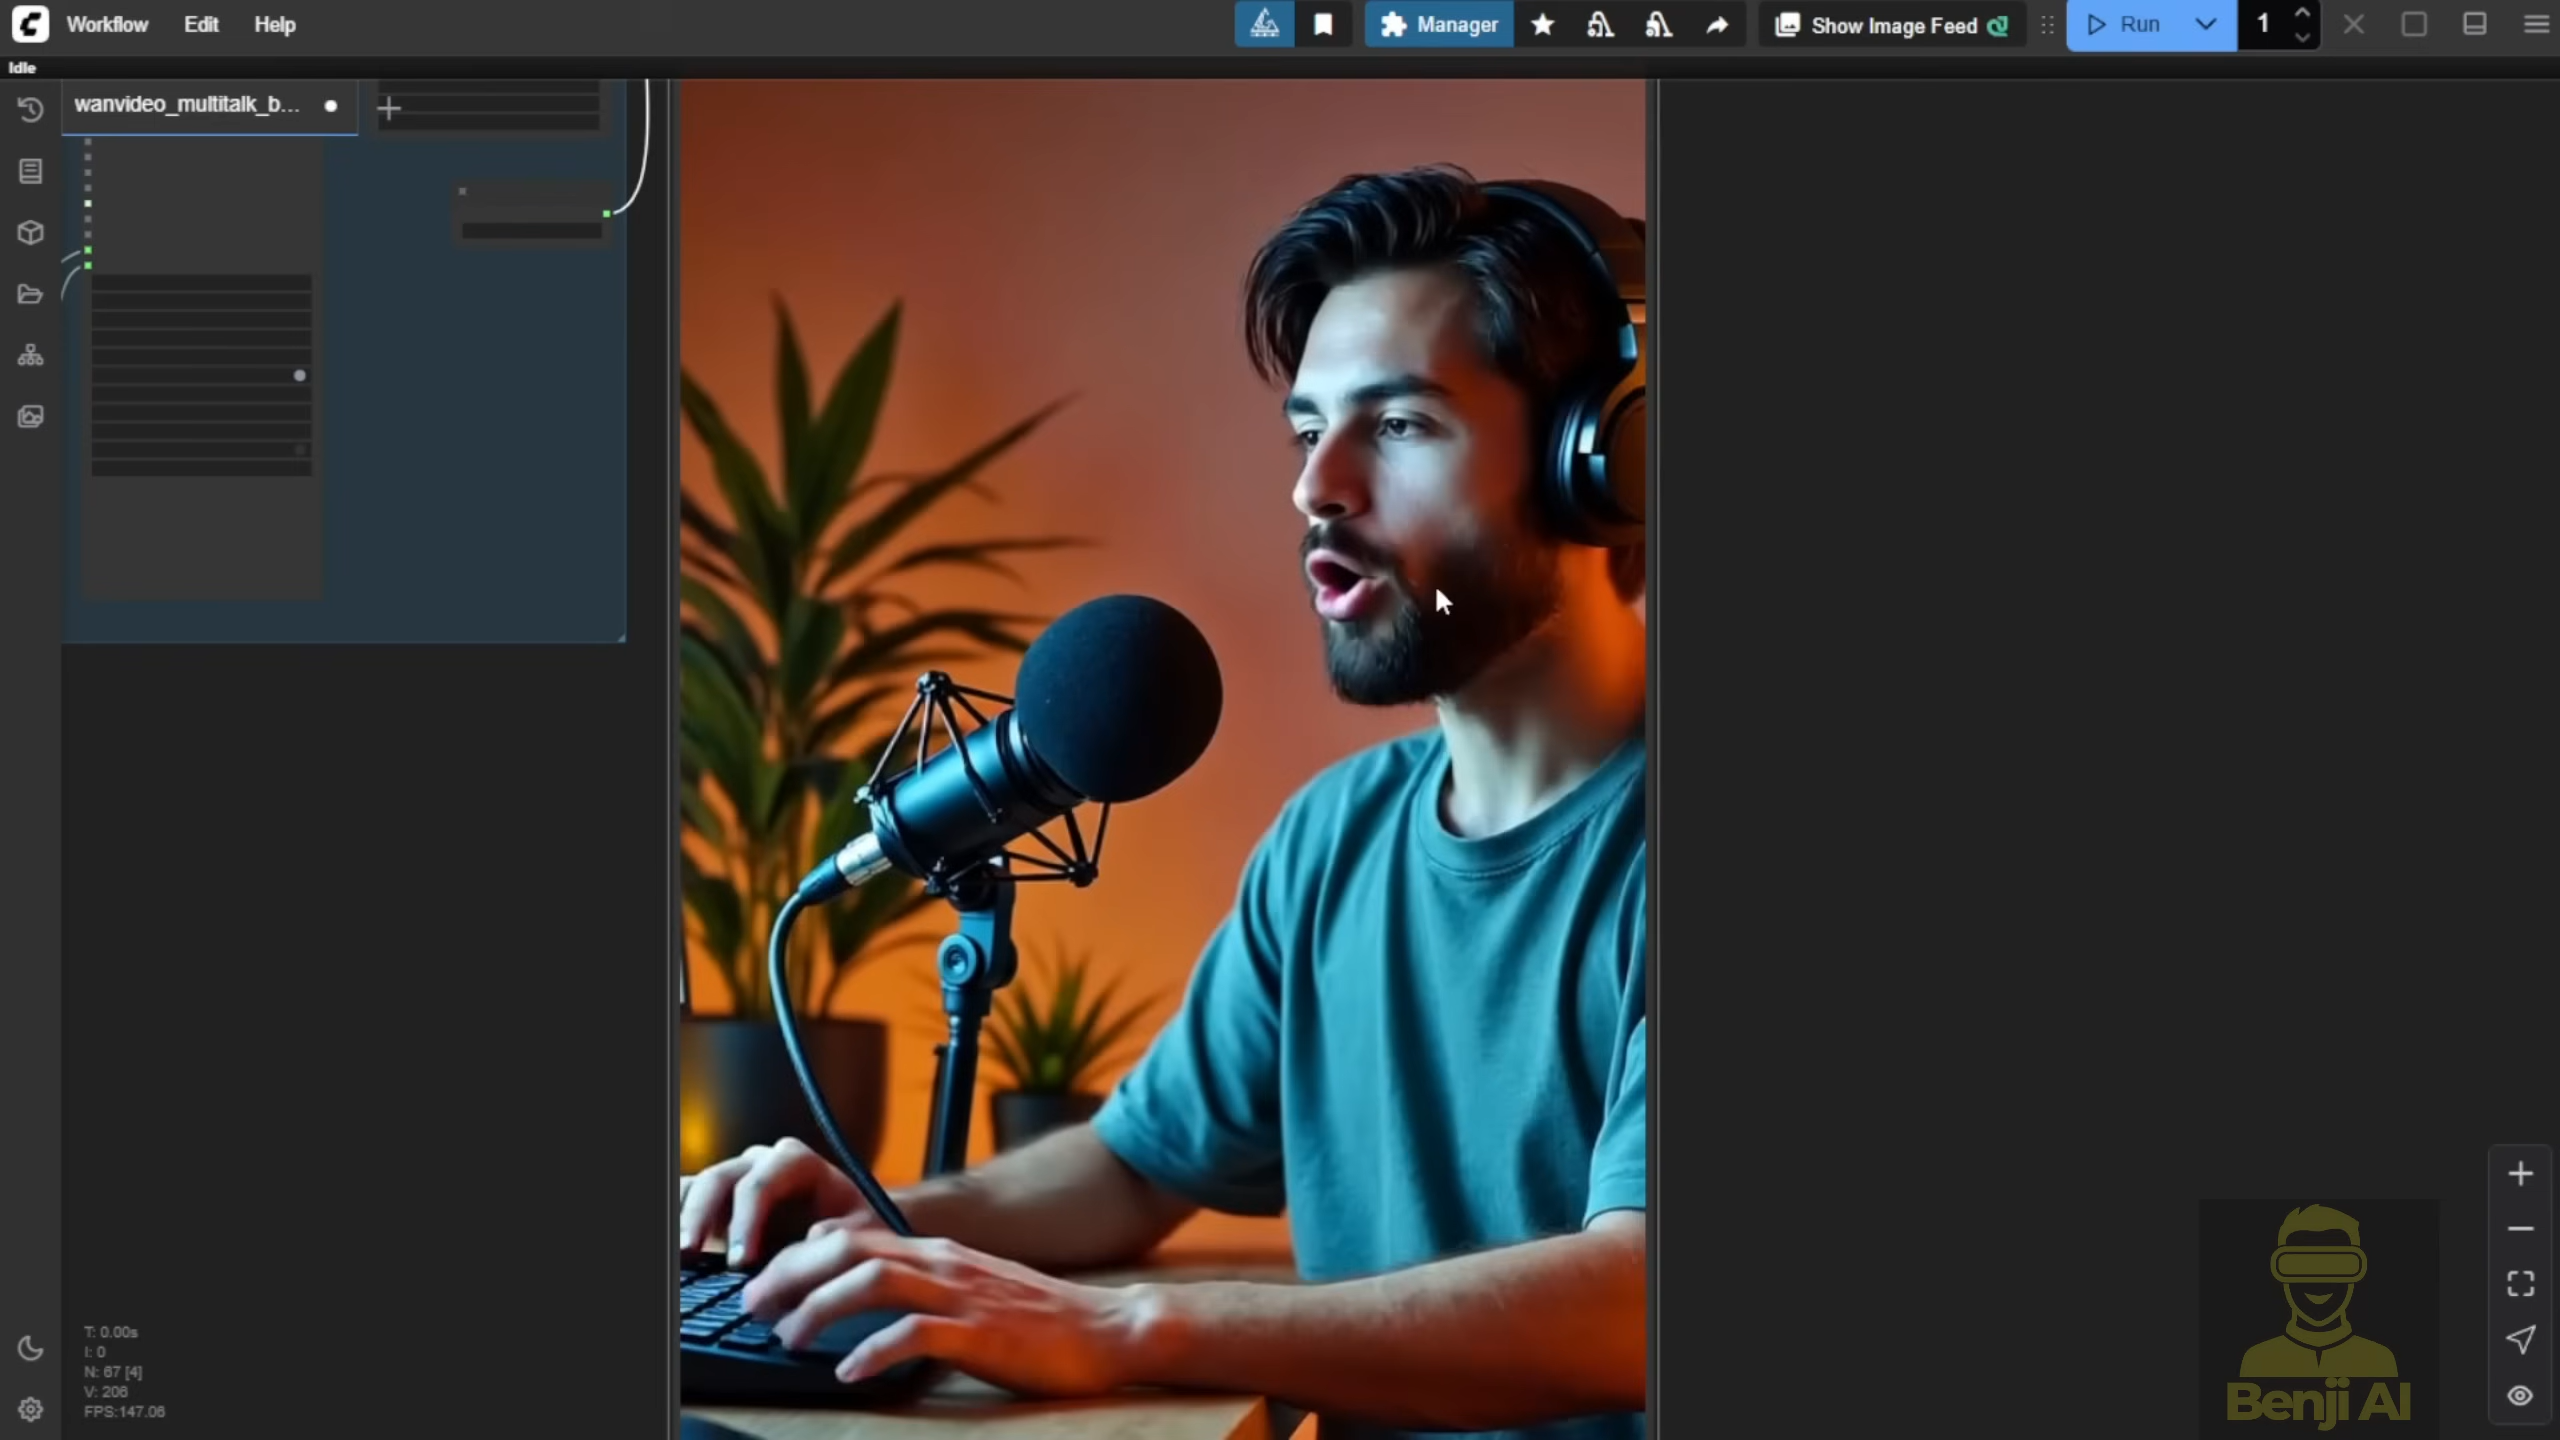 Workflow
Edit
Help
Manager
Show Image Feed
Run
1
Idle
wanvideo_multitalk_b...
T: 0.00s
I: 0
N: 67 [4]
V: 206
FPS:147.06
Benji AI